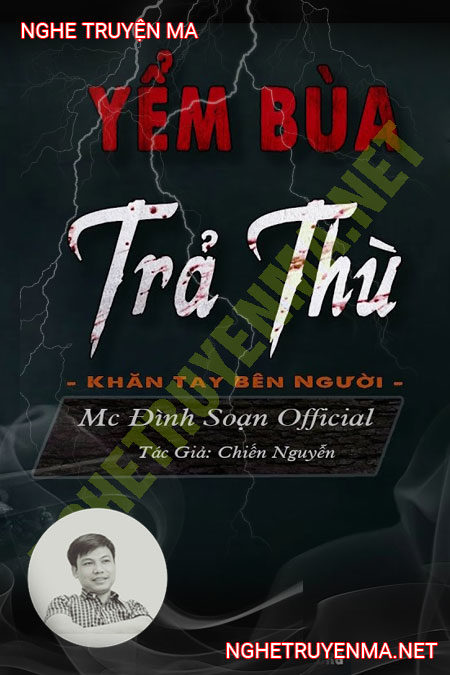 NGHE TRUYỆN MA
YỂM BÙA
Trả Thù
- KHĂN TAY BÊN NGƯỜI -
Mc Đình Soạn Official
Tác Giả: Chiến Nguyễn
NGHETRUYENMA.NET
NGHETRUYENMA.NET